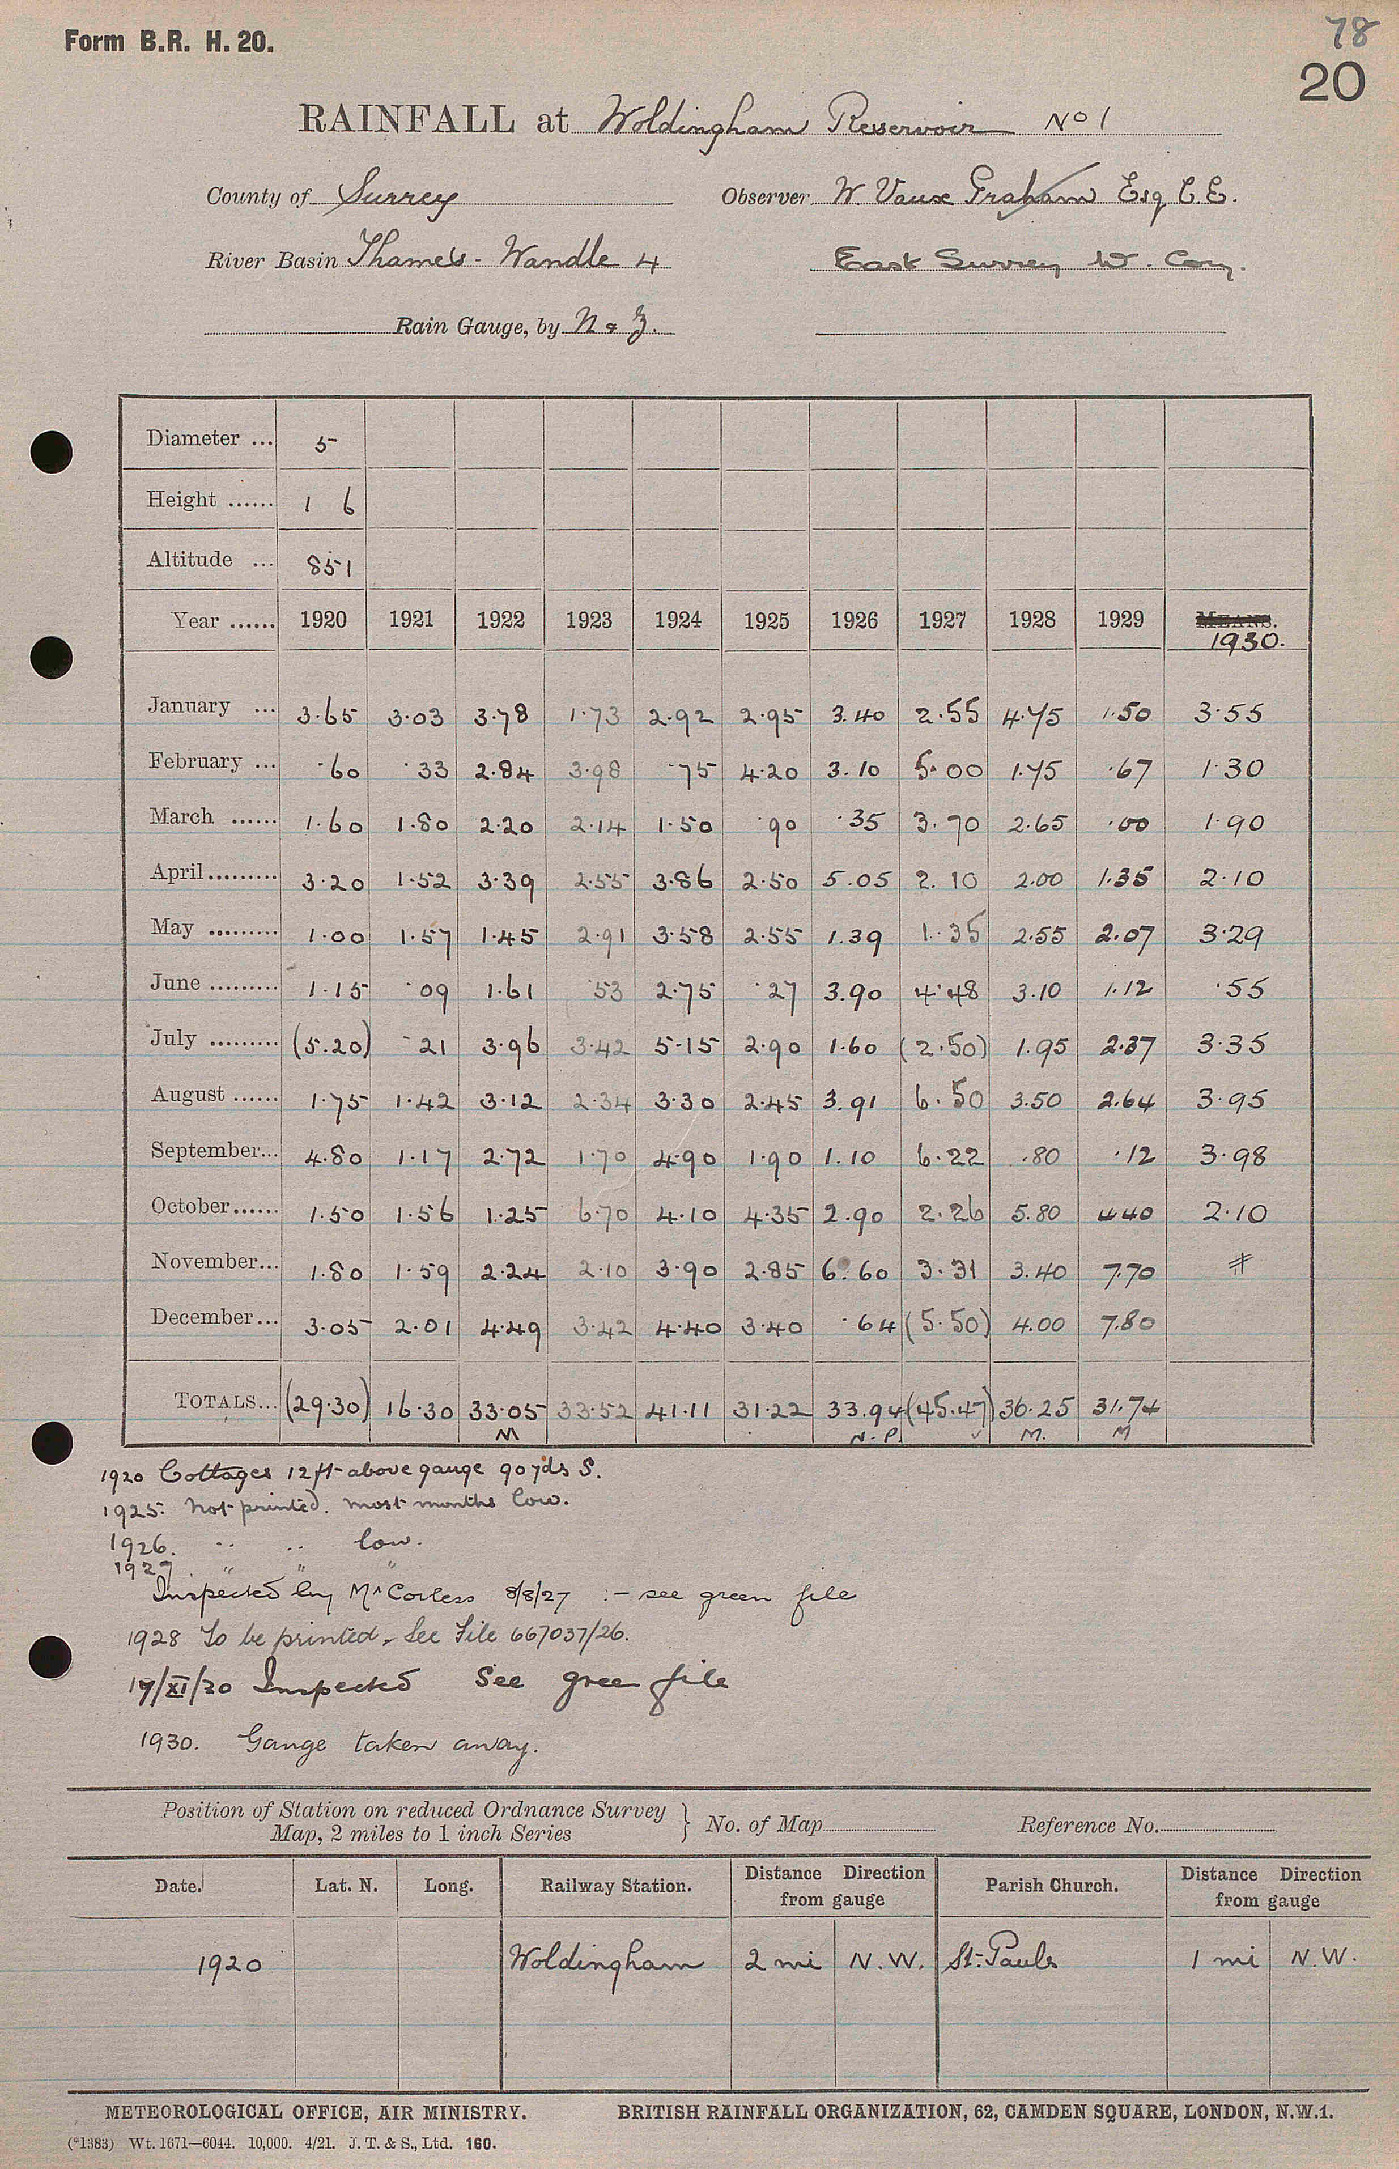 Form B.R. H. 20.
78
20
RAINFALL at Woldingham Reservoir No 1
County of Surrey Observer W. Vaux Graham Esq C.E.
River Basin Thames - Wandle 4 East Surrey W. Coy.
Rain Gauge, by N & Z.
Diameter ... 5
Height ...... 1 6
Altitude ... 851
Year ...... 1920 1921 1922 1923 1924 1925 1926 1927 1928 1929 MEANS.
1930.
January ... 3.65 3.03 3.78 1.73 2.92 2.95 3.40 2.55 4.75 1.50 3.55
February ... .60 .33 2.84 3.98 .75 4.20 3.10 5.00 1.75 .67 1.30
March ...... 1.60 1.80 2.20 2.14 1.50 .90 .35 3.70 2.65 .00 1.90
April......... 3.20 1.52 3.39 2.55 3.86 2.50 5.05 2.10 2.00 1.35 2.10
May ......... 1.00 1.57 1.45 2.91 3.58 2.55 1.39 1.35 2.55 2.07 3.29
June ......... 1.15 .09 1.61 .53 2.75 .27 3.90 4.48 3.10 1.12 .55
July ......... (5.20) .21 3.96 3.42 5.15 2.90 1.60 (2.50) 1.95 2.37 3.35
August ...... 1.75 1.42 3.12 2.34 3.30 2.45 3.91 6.50 3.50 2.64 3.95
September... 4.80 1.17 2.72 1.70 4.90 1.90 1.10 6.22 .80 .12 3.98
October...... 1.50 1.56 1.25 6.70 4.10 4.35 2.90 2.26 5.80 4.40 2.10
November... 1.80 1.59 2.24 2.10 3.90 2.85 6.60 3.31 3.40 7.70 #
December... 3.05 2.01 4.49 3.42 4.40 3.40 .64 (5.50) 4.00 7.80
TOTALS... (29.30) 16.30 33.05 33.52 41.11 31.22 33.94 (45.47) 36.25 31.74
M N.P. ✓ M. M
1920 Cottages 12 ft above gauge 90 yds S.
1925. Not printed. most months low.
1926. .. .. low.
1927. " " "
Inspected by Mr Corless 8/8/27 :- see green file
1928 To be printed, See File 667037/26.
17/XI/30 Inspected See green file
1930. Gauge taken away.
Position of Station on reduced Ordnance Survey
Map, 2 miles to 1 inch Series } No. of Map Reference No.
Date. Lat. N. Long. Railway Station. Distance Direction from gauge Parish Church. Distance Direction from gauge
1920 Woldingham 2 mi N.W. St. Pauls 1 mi N.W.
METEOROLOGICAL OFFICE, AIR MINISTRY. BRITISH RAINFALL ORGANIZATION, 62, CAMDEN SQUARE, LONDON, N.W.1.
(*1383) Wt. 1671—6044. 10,000. 4/21. J. T. & S., Ltd. 160.